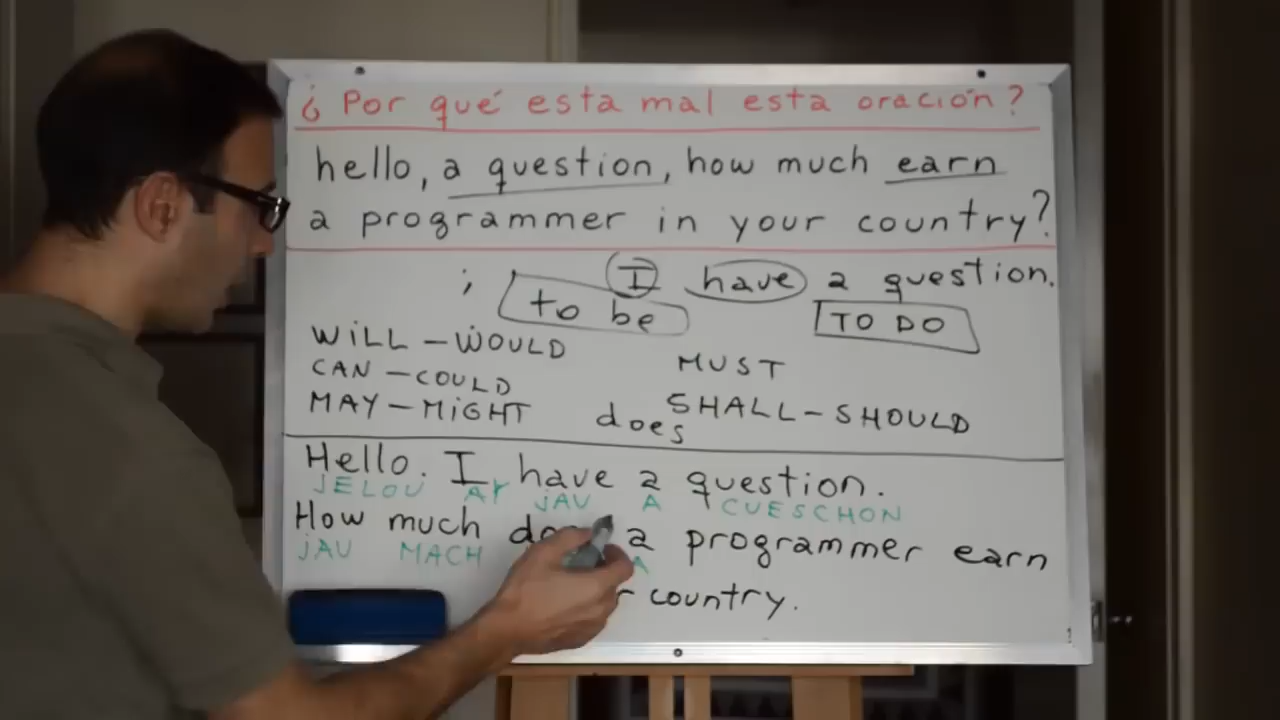 ¿Por qué esta mal esta oración?
hello, a question, how much earn
a programmer in your country?
; I have a question.
to be TO DO
WiLL - WOULD
MUST
CAN - COULD
MAY - MiGHT does SHALL - SHOULD
Hello. I have a question.
JELOU AY jAV A CUESCHON
How much a programmer earn
jAU MACH A
country.